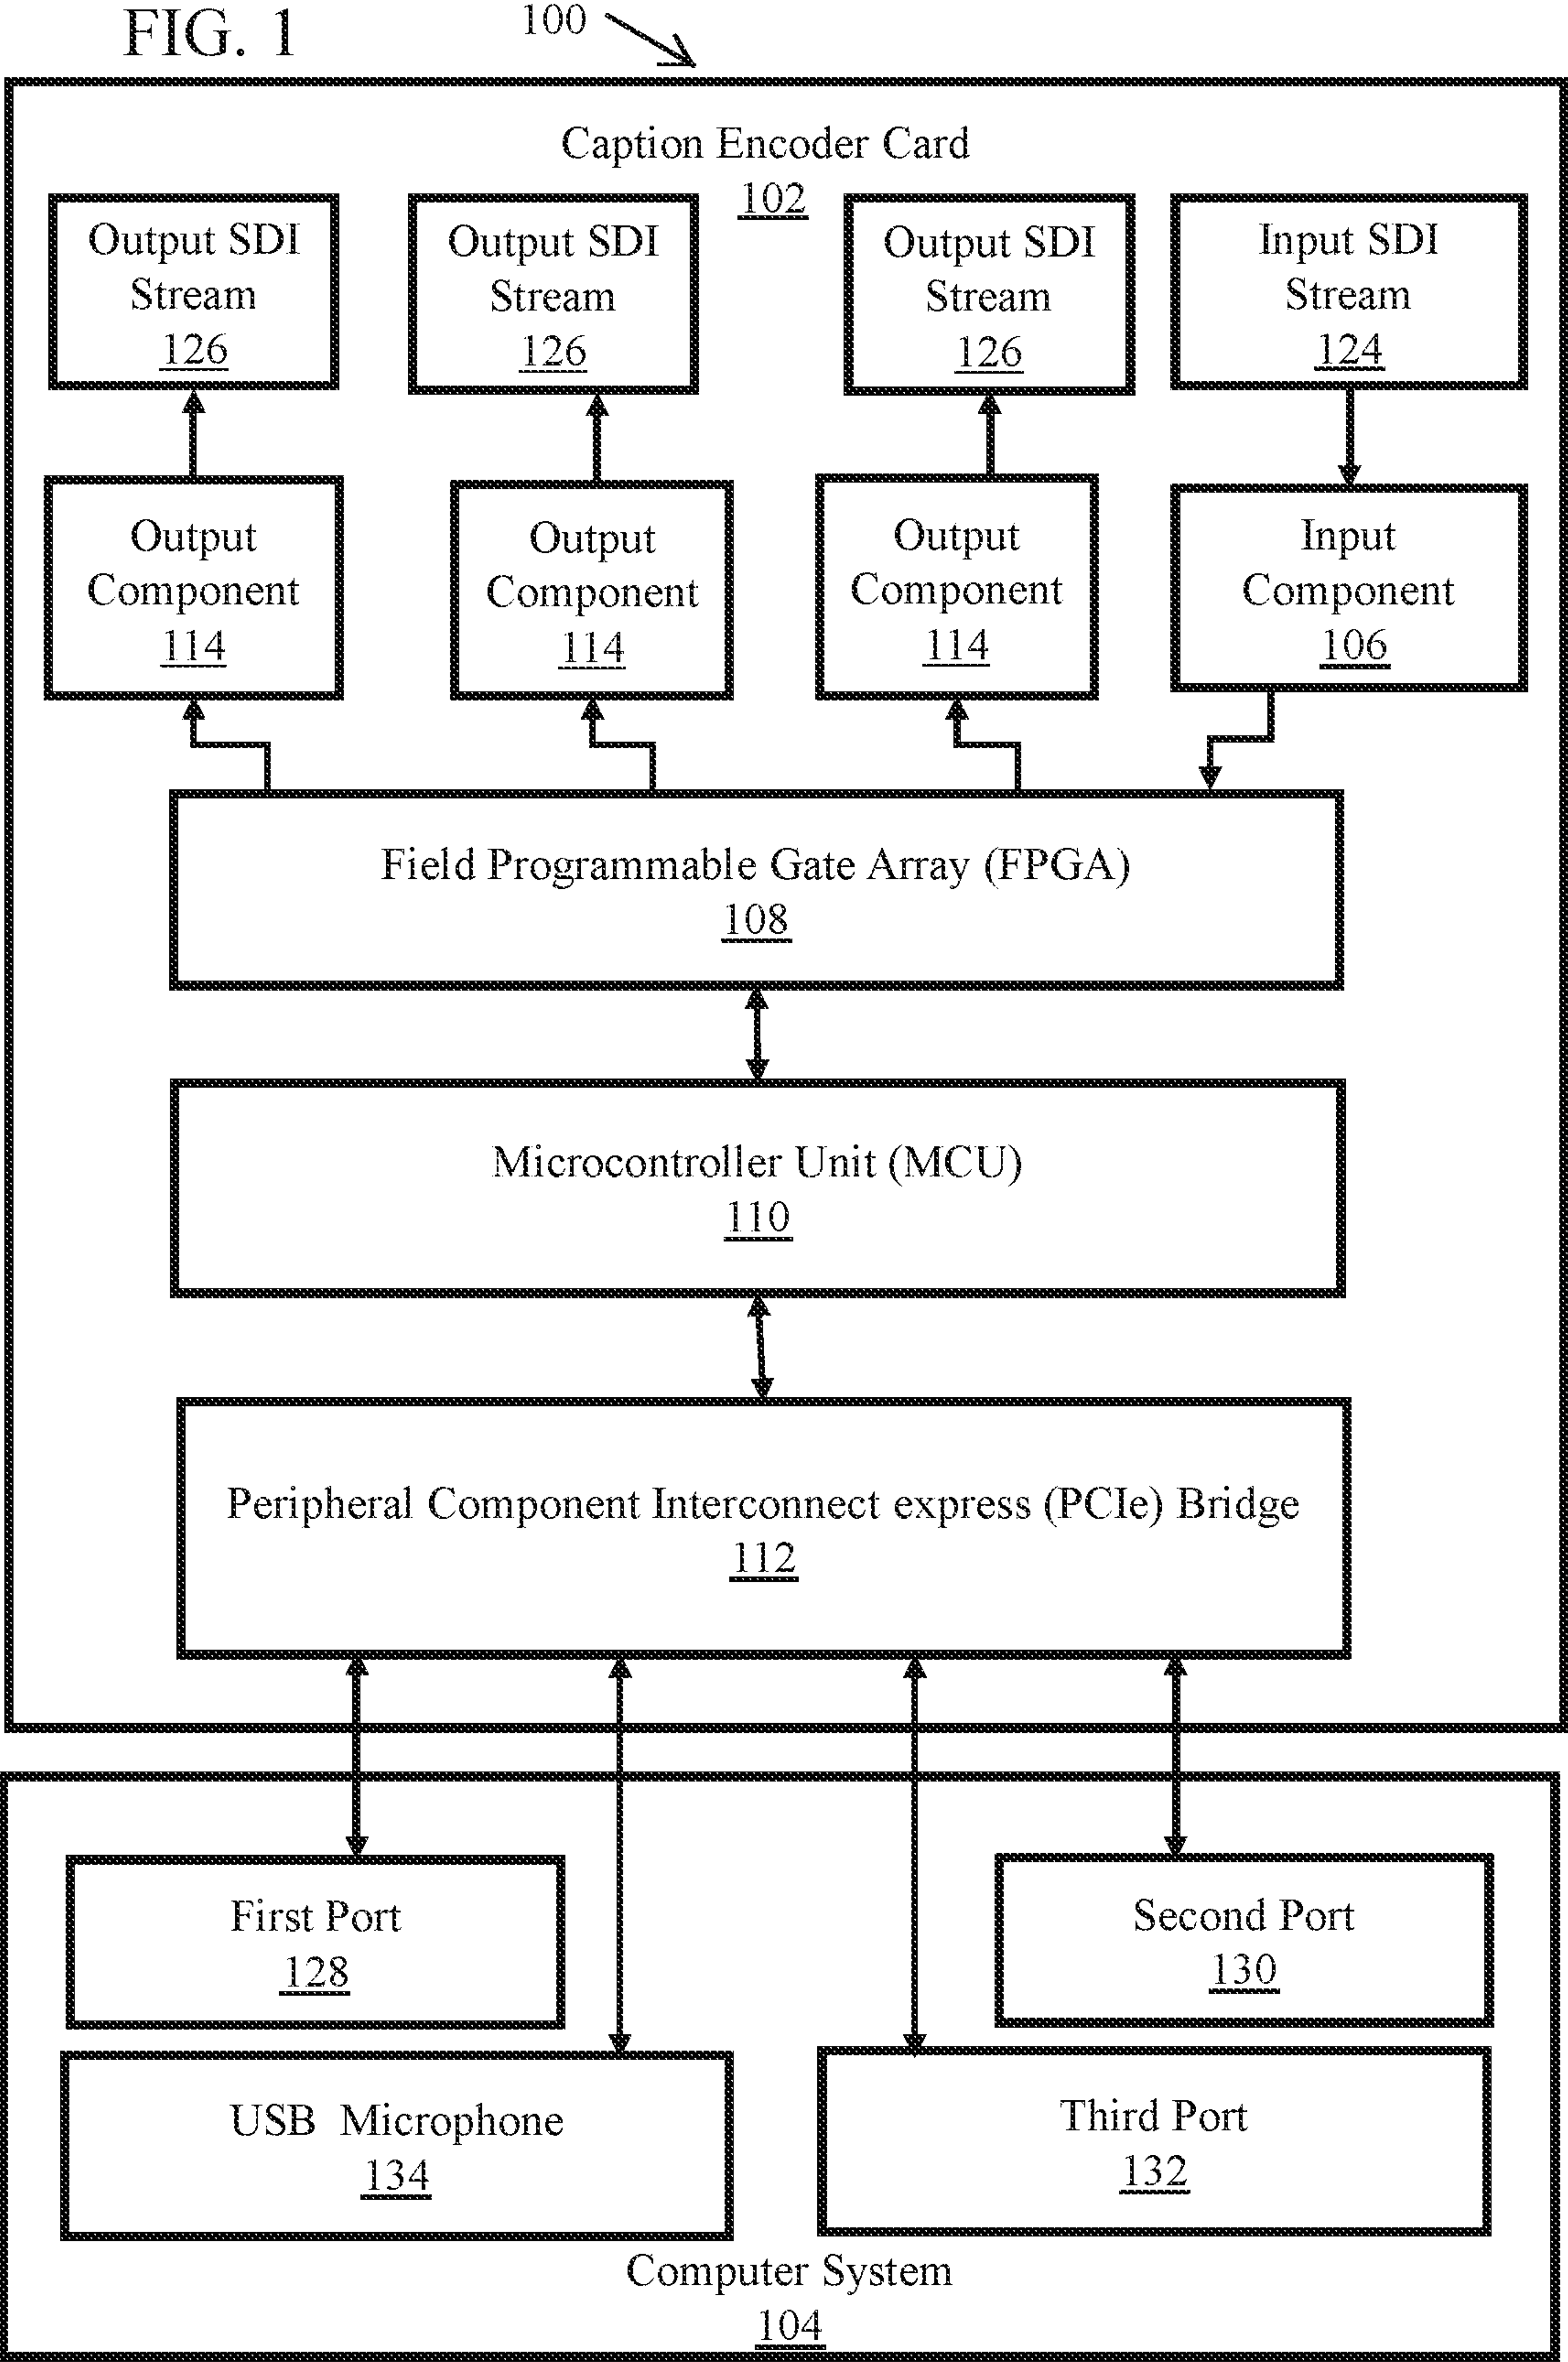 FIG. 1
100
Caption Encoder Card
102
Output SDI
Stream
126
Output SDI
Stream
126
Output SDI
Stream
126
Input SDI
Stream
124
Output
Component
114
Output
Component
114
Output
Component
114
Input
Component
106
Field Programmable Gate Array (FPGA)
108
Microcontroller Unit (MCU)
110
Peripheral Component Interconnect express (PCIe) Bridge
112
First Port
128
Second Port
130
USB Microphone
134
Third Port
132
Computer System
104